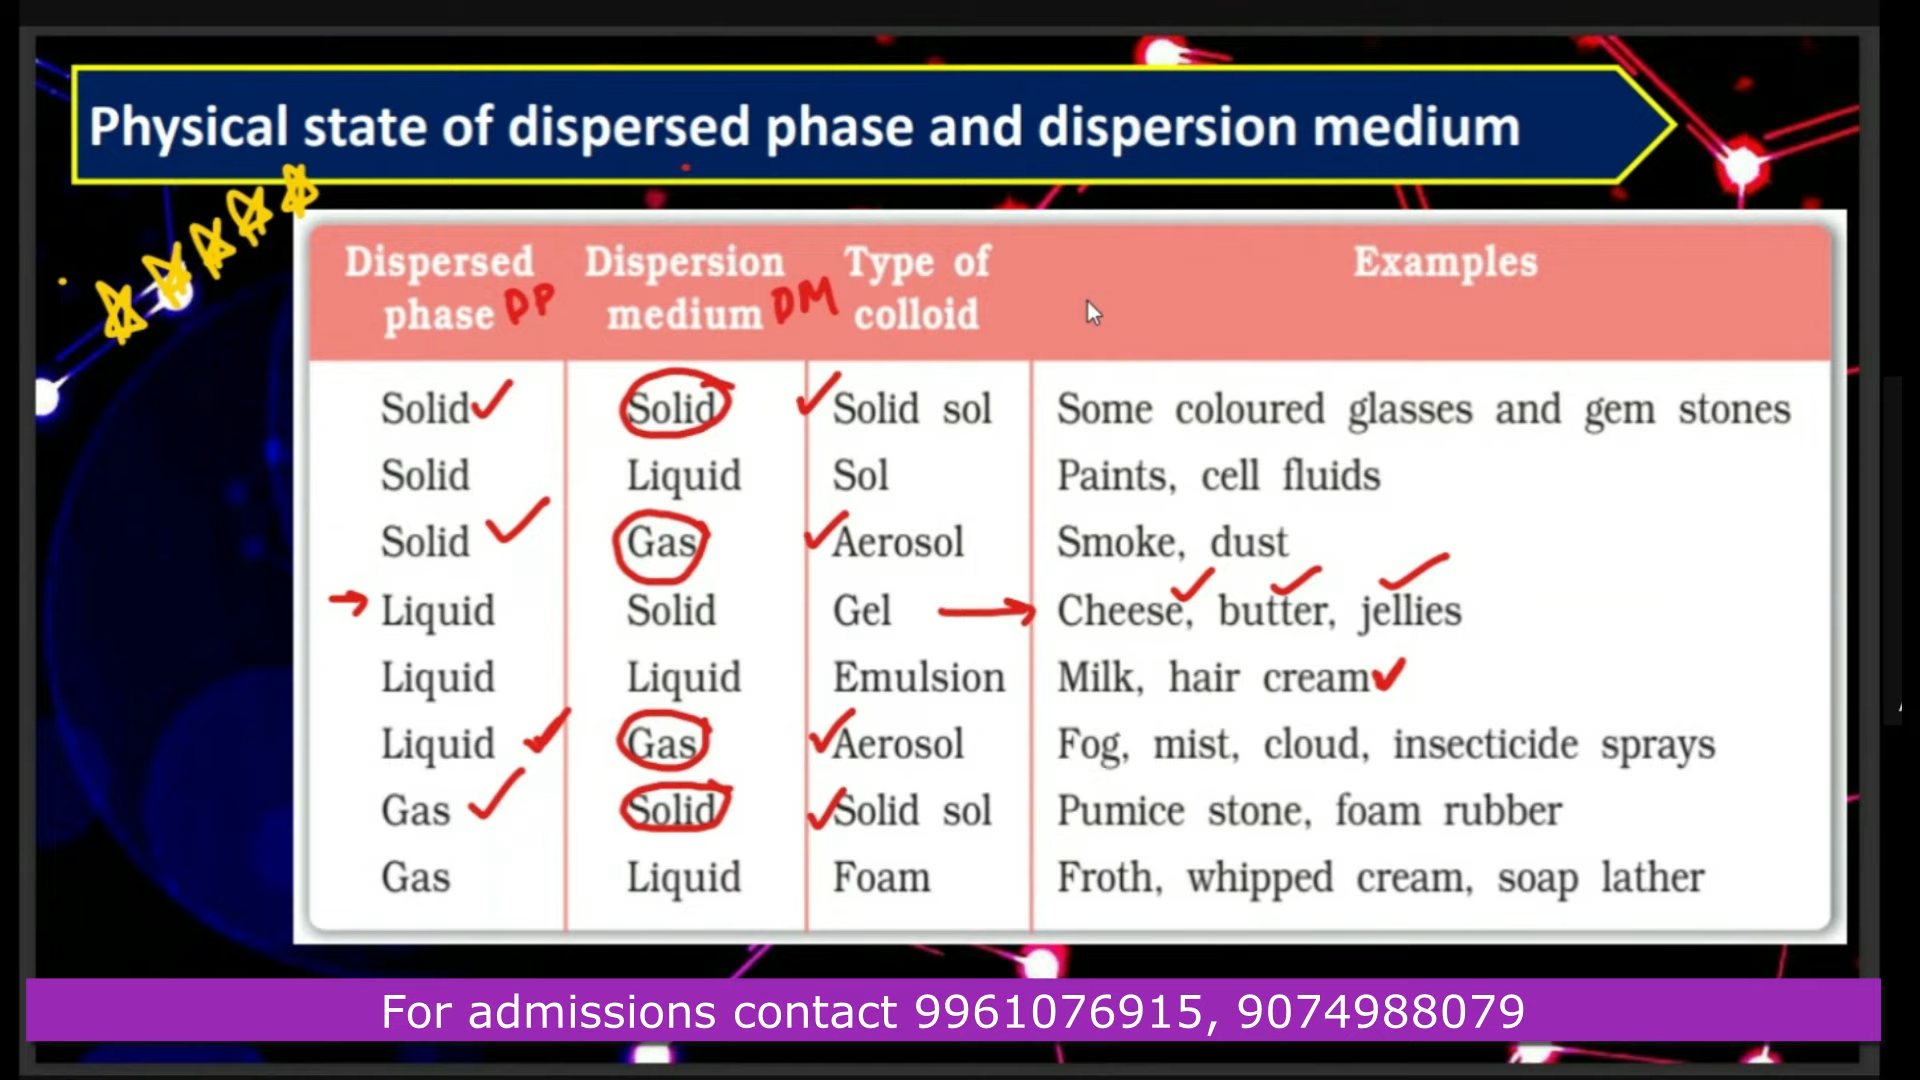 Physical state of dispersed phase and dispersion medium
Dispersed phase DP Dispersion medium DM Type of colloid Examples
Solid Solid Solid sol Some coloured glasses and gem stones
Solid Liquid Sol Paints, cell fluids
Solid Gas Aerosol Smoke, dust
Liquid Solid Gel Cheese, butter, jellies
Liquid Liquid Emulsion Milk, hair cream
Liquid Gas Aerosol Fog, mist, cloud, insecticide sprays
Gas Solid Solid sol Pumice stone, foam rubber
Gas Liquid Foam Froth, whipped cream, soap lather
For admissions contact 9961076915, 9074988079